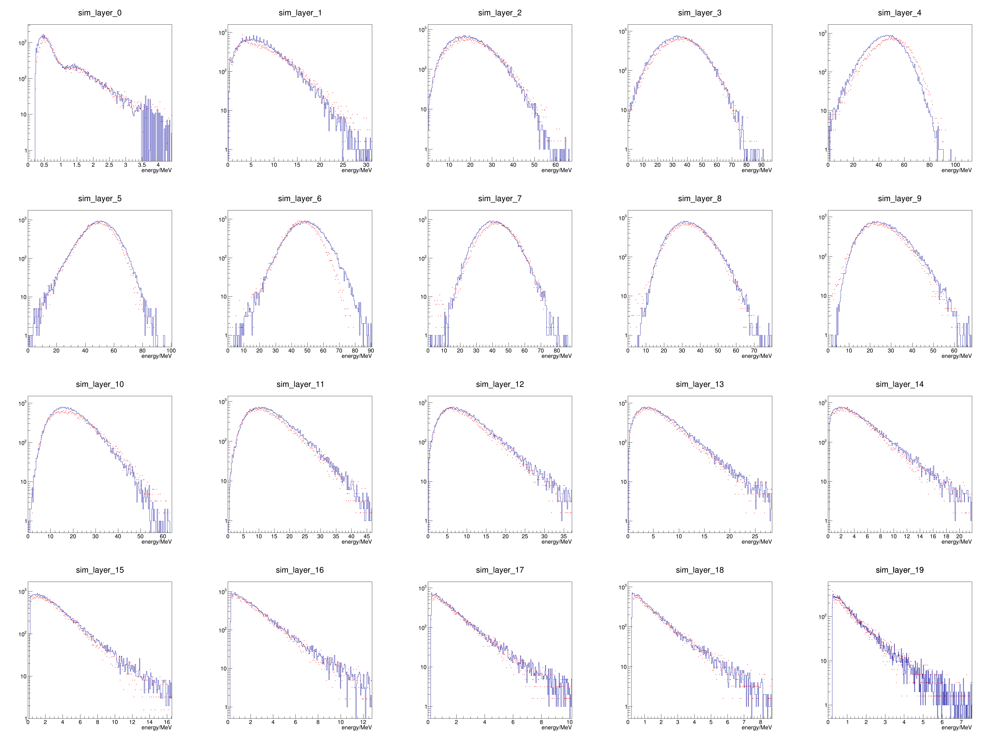 sim_layer_0
sim_layer_1
sim_layer_2
sim_layer_3
sim_layer_4
10³
10²
10
1
0 0.5 1 1.5 2 2.5 3 3.5 4
energy/MeV
10³
10²
10
1
0 5 10 15 20 25 30
energy/MeV
10³
10²
10
1
0 10 20 30 40 50 60
energy/MeV
10³
10²
10
1
0 10 20 30 40 50 60 70 80 90
energy/MeV
10³
10²
10
1
0 20 40 60 80 100
energy/MeV
sim_layer_5
sim_layer_6
sim_layer_7
sim_layer_8
sim_layer_9
10³
10²
10
1
0 20 40 60 80 100
energy/MeV
10³
10²
10
1
0 10 20 30 40 50 60 70 80 90
energy/MeV
10³
10²
10
1
0 10 20 30 40 50 60 70 80
energy/MeV
10³
10²
10
1
0 10 20 30 40 50 60 70
energy/MeV
10³
10²
10
1
0 10 20 30 40 50 60
energy/MeV
sim_layer_10
sim_layer_11
sim_layer_12
sim_layer_13
sim_layer_14
10³
10²
10
1
0 10 20 30 40 50 60
energy/MeV
10³
10²
10
1
0 5 10 15 20 25 30 35 40 45
energy/MeV
10³
10²
10
1
0 5 10 15 20 25 30 35
energy/MeV
10³
10²
10
1
0 5 10 15 20 25
energy/MeV
10³
10²
10
1
0 2 4 6 8 10 12 14 16 18 20
energy/MeV
sim_layer_15
sim_layer_16
sim_layer_17
sim_layer_18
sim_layer_19
10³
10²
10
1
0 2 4 6 8 10 12 14 16
energy/MeV
10³
10²
10
1
0 2 4 6 8 10 12
energy/MeV
10³
10²
10
1
0 2 4 6 8 10
energy/MeV
10³
10²
10
1
0 1 2 3 4 5 6 7 8
energy/MeV
10²
10
1
0 1 2 3 4 5 6 7
energy/MeV